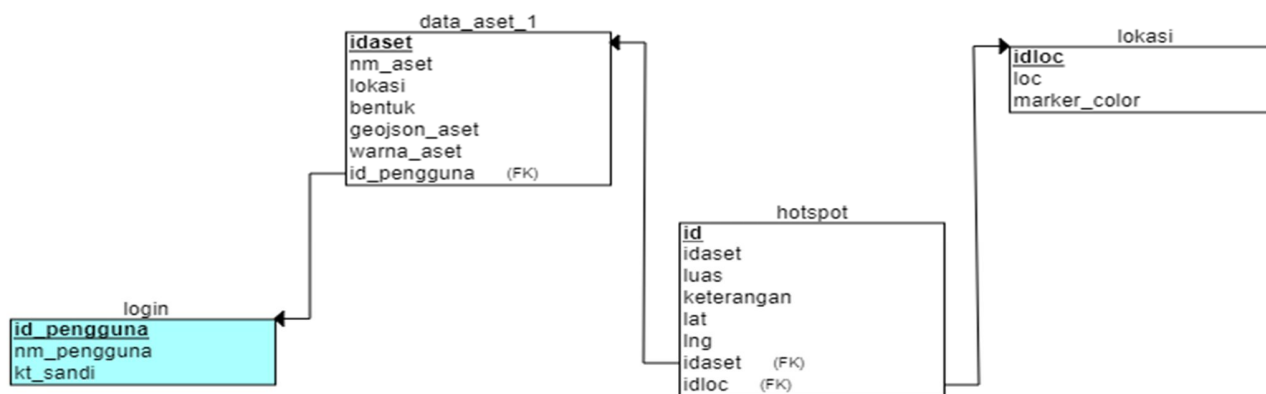 data_aset_1
idaset
nm_aset
lokasi
bentuk
geojson_aset
warna_aset
id_pengguna (FK)
lokasi
idloc
loc
marker_color
hotspot
id
idaset
luas
keterangan
lat
lng
idaset (FK)
idloc (FK)
login
id_pengguna
nm_pengguna
kt_sandi